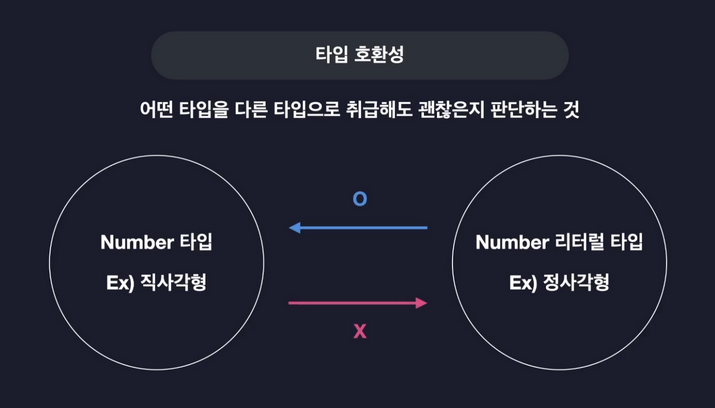 타입 호환성
어떤 타입을 다른 타입으로 취급해도 괜찮은지 판단하는 것
O
Number 타입
Ex) 직사각형
Number 리터럴 타입
Ex) 정사각형
X